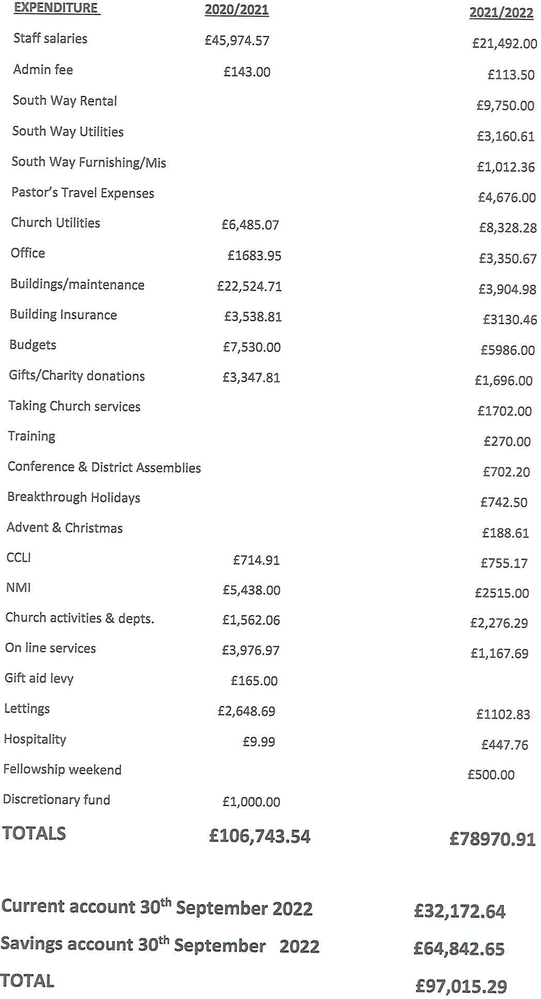 EXPENDITURE 2020/2021 2021/2022
Staff salaries £45,974.57 £21,492.00
Admin fee £143.00 £113.50
South Way Rental £9,750.00
South Way Utilities £3,160.61
South Way Furnishing/Mis £1,012.36
Pastor's Travel Expenses £4,676.00
Church Utilities £6,485.07 £8,328.28
Office £1683.95 £3,350.67
Buildings/maintenance £22,524.71 £3,904.98
Building Insurance £3,538.81 £3130.46
Budgets £7,530.00 £5986.00
Gifts/Charity donations £3,347.81 £1,696.00
Taking Church services £1702.00
Training £270.00
Conference & District Assemblies £702.20
Breakthrough Holidays £742.50
Advent & Christmas £188.61
CCLI £714.91 £755.17
NMI £5,438.00 £2515.00
Church activities & depts. £1,562.06 £2,276.29
On line services £3,976.97 £1,167.69
Gift aid levy £165.00
Lettings £2,648.69 £1102.83
Hospitality £9.99 £447.76
Fellowship weekend £500.00
Discretionary fund £1,000.00
TOTALS £106,743.54 £78970.91
Current account 30th September 2022 £32,172.64
Savings account 30th September 2022 £64,842.65
TOTAL £97,015.29